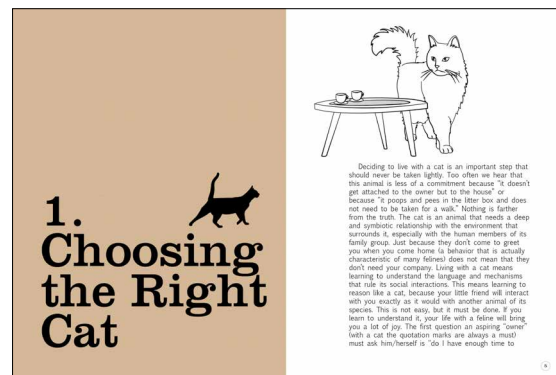 1.
Choosing
the Right
Cat
Deciding to live with a cat is an important step that
should never be taken lightly. Too often we hear that
this animal is less of a commitment because "it doesn't
get attached to the owner but to the house" or
because "it poops and pees in the litter box and does
not need to be taken for a walk." Nothing is farther
from the truth. The cat is an animal that needs a deep
and symbiotic relationship with the environment that
surrounds it, especially with the human members of its
family group. Just because they don't come to greet
you when you come home (a behavior that is actually
characteristic of many felines) does not mean that they
don't need your company. Living with a cat means
learning to understand the language and mechanisms
that rule its social interactions. This means learning to
reason like a cat, because your little friend will interact
with you exactly as it would with another animal of its
species. This is not easy, but it must be done. If you
learn to understand it, your life with a feline will bring
you a lot of joy. The first question an aspiring "owner"
(with a cat the quotation marks are always a must)
must ask him/herself is "do I have enough time to